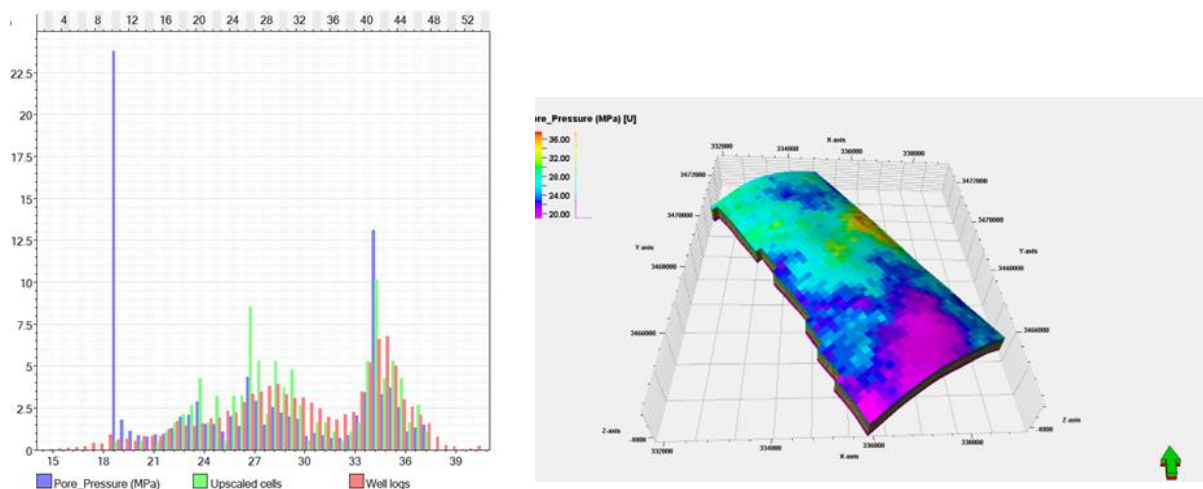 4 8 12 16 20 26 28 32 36 40 44 48 52
22.5
20
17.5
15
12.5
10
7.5
5
2.5
0
15 18 21 24 27 30 33 36 39
Pore_Pressure (MPa) Upscaled cells Well logs
ore_Pressure (MPa) [U]
36.00
32.00
28.00
24.00
20.00
X-axis
332000 334000 336000 338000
3472000 3472000
3470000 3470000
Y-axis Y-axis
3468000 3468000
3466000 3466000
Z-axis Z-axis
-6000 -6000
332000 334000 336000 338000
X-axis